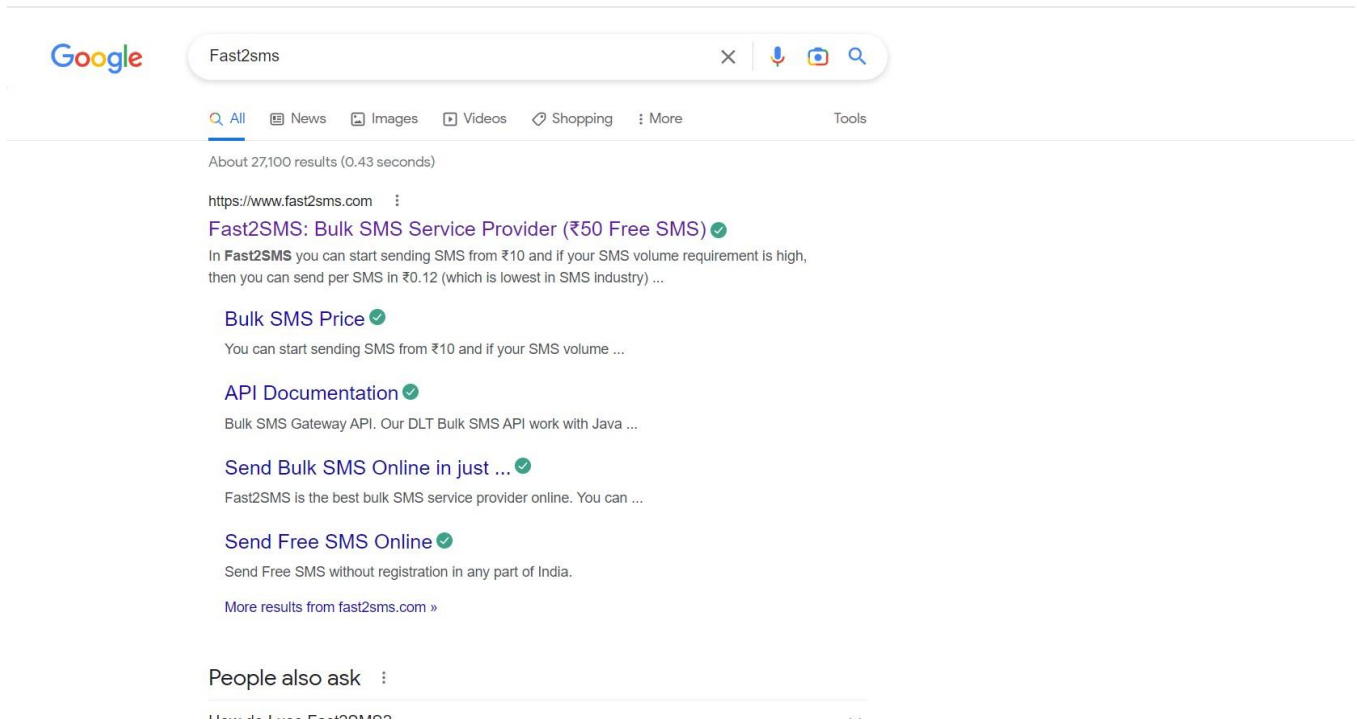 Google
Fast2sms
All News Images Videos Shopping More Tools
About 27,100 results (0.43 seconds)
https://www.fast2sms.com
Fast2SMS: Bulk SMS Service Provider (₹50 Free SMS)
In Fast2SMS you can start sending SMS from ₹10 and if your SMS volume requirement is high,
then you can send per SMS in ₹0.12 (which is lowest in SMS industry) ...
Bulk SMS Price
You can start sending SMS from ₹10 and if your SMS volume ...
API Documentation
Bulk SMS Gateway API. Our DLT Bulk SMS API work with Java ...
Send Bulk SMS Online in just ...
Fast2SMS is the best bulk SMS service provider online. You can ...
Send Free SMS Online
Send Free SMS without registration in any part of India.
More results from fast2sms.com »
People also ask
How do I use Fast2SMS?